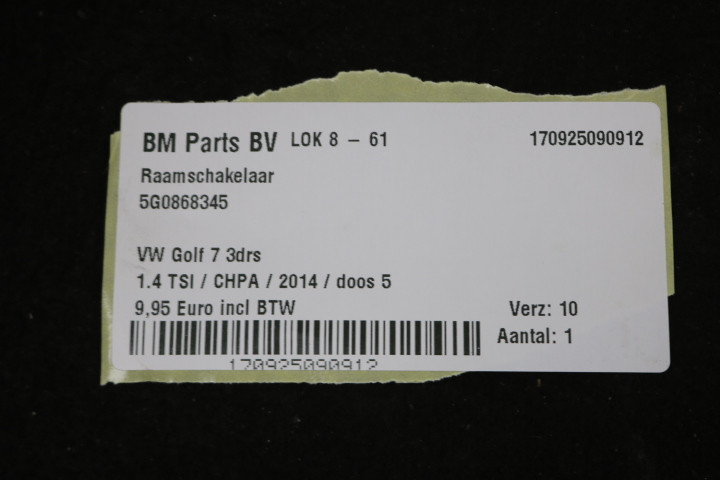 BM Parts BV LOK 8 – 61 170925090912
Raamschakelaar
5G0868345
VW Golf 7 3drs
1.4 TSI / CHPA / 2014 / doos 5
9,95 Euro incl BTW Verz: 10
Aantal: 1
170925090912